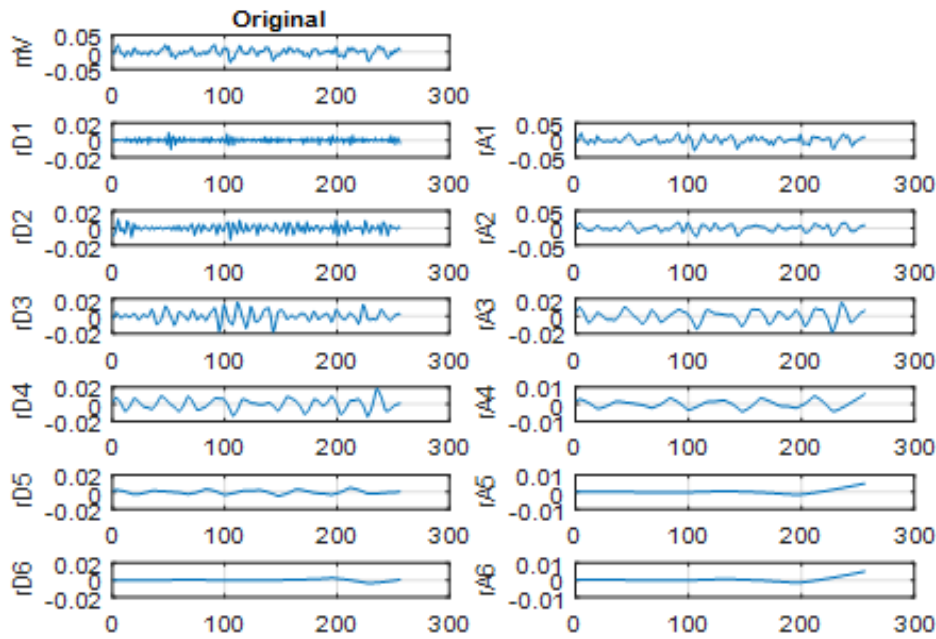 Original
mV 0.05 0 -0.05
0 100 200 300
rD1 0.02 0 -0.02
0 100 200 300
rA1 0.05 0 -0.05
0 100 200 300
rD2 0.02 0 -0.02
0 100 200 300
rA2 0.05 0 -0.05
0 100 200 300
rD3 0.02 0 -0.02
0 100 200 300
rA3 0.02 0 -0.02
0 100 200 300
rD4 0.02 0 -0.02
0 100 200 300
rA4 0.01 0 -0.01
0 100 200 300
rD5 0.02 0 -0.02
0 100 200 300
rA5 0.01 0 -0.01
0 100 200 300
rD6 0.02 0 -0.02
0 100 200 300
rA6 0.01 0 -0.01
0 100 200 300